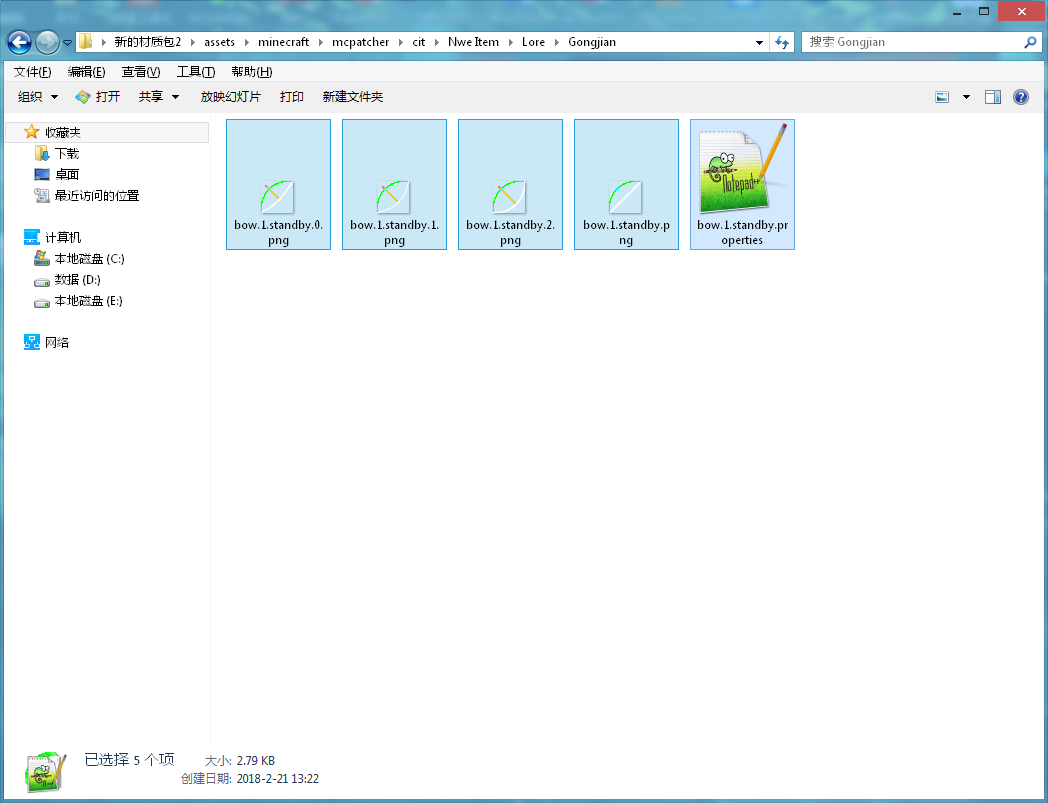 新的材质包2 assets minecraft mcpatcher cit Nwe Item Lore Gongjian 搜索 Gongjian
文件(F) 编辑(E) 查看(V) 工具(T) 帮助(H)
组织 打开 共享 放映幻灯片 打印 新建文件夹
收藏夹
下载
桌面
最近访问的位置
计算机
本地磁盘 (C:)
数据 (D:)
本地磁盘 (E:)
网络
bow.1.standby.0.
png
bow.1.standby.1.
png
bow.1.standby.2.
png
bow.1.standby.p
ng
Notepad++
bow.1.standby.pr
operties
已选择 5 个项 大小: 2.79 KB
创建日期: 2018-2-21 13:22